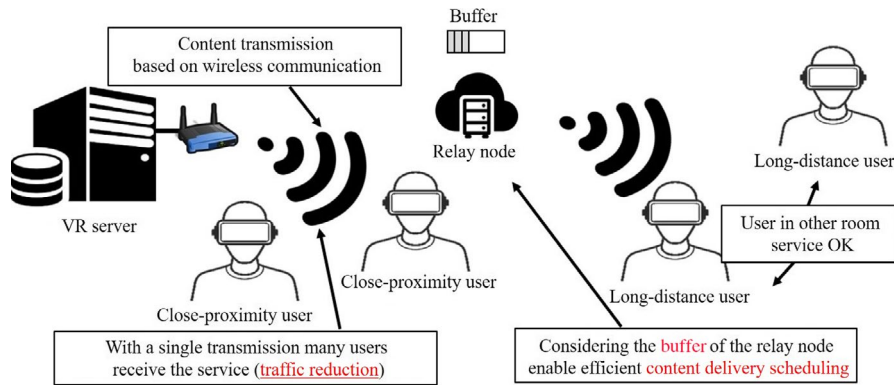 Buffer
Content transmission
based on wireless communication
Relay node
Long-distance user
VR server
User in other room
service OK
Close-proximity user
Long-distance user
Close-proximity user
With a single transmission many users
receive the service (traffic reduction)
Considering the buffer of the relay node
enable efficient content delivery scheduling